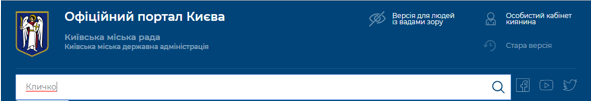 Офіційний портал Києва
Київська міська рада
Київська міська державна адміністрація
Версія для людей
із вадами зору
Особистий кабінет
киянина
Стара версія
Кличко